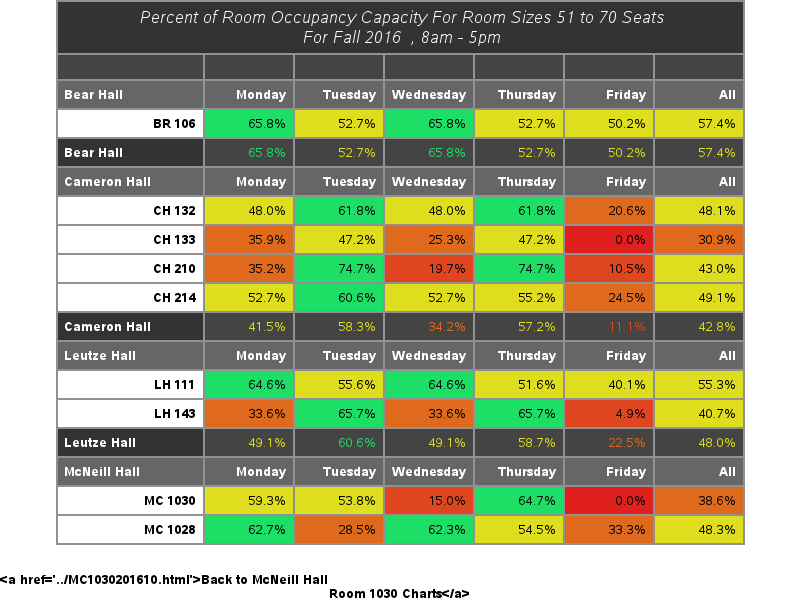 Percent of Room Occupancy Capacity For Room Sizes 51 to 70 Seats
For Fall 2016 , 8am - 5pm
Bear Hall Monday Tuesday Wednesday Thursday Friday All
BR 106 65.8% 52.7% 65.8% 52.7% 50.2% 57.4%
Bear Hall 65.8% 52.7% 65.8% 52.7% 50.2% 57.4%
Cameron Hall Monday Tuesday Wednesday Thursday Friday All
CH 132 48.0% 61.8% 48.0% 61.8% 20.6% 48.1%
CH 133 35.9% 47.2% 25.3% 47.2% 0.0% 30.9%
CH 210 35.2% 74.7% 19.7% 74.7% 10.5% 43.0%
CH 214 52.7% 60.6% 52.7% 55.2% 24.5% 49.1%
Cameron Hall 41.5% 58.3% 34.2% 57.2% 11.1% 42.8%
Leutze Hall Monday Tuesday Wednesday Thursday Friday All
LH 111 64.6% 55.6% 64.6% 51.6% 40.1% 55.3%
LH 143 33.6% 65.7% 33.6% 65.7% 4.9% 40.7%
Leutze Hall 49.1% 60.6% 49.1% 58.7% 22.5% 48.0%
McNeill Hall Monday Tuesday Wednesday Thursday Friday All
MC 1030 59.3% 53.8% 15.0% 64.7% 0.0% 38.6%
MC 1028 62.7% 28.5% 62.3% 54.5% 33.3% 48.3%
<a href='../MC1030201610.html'>Back to McNeill Hall
Room 1030 Charts</a>